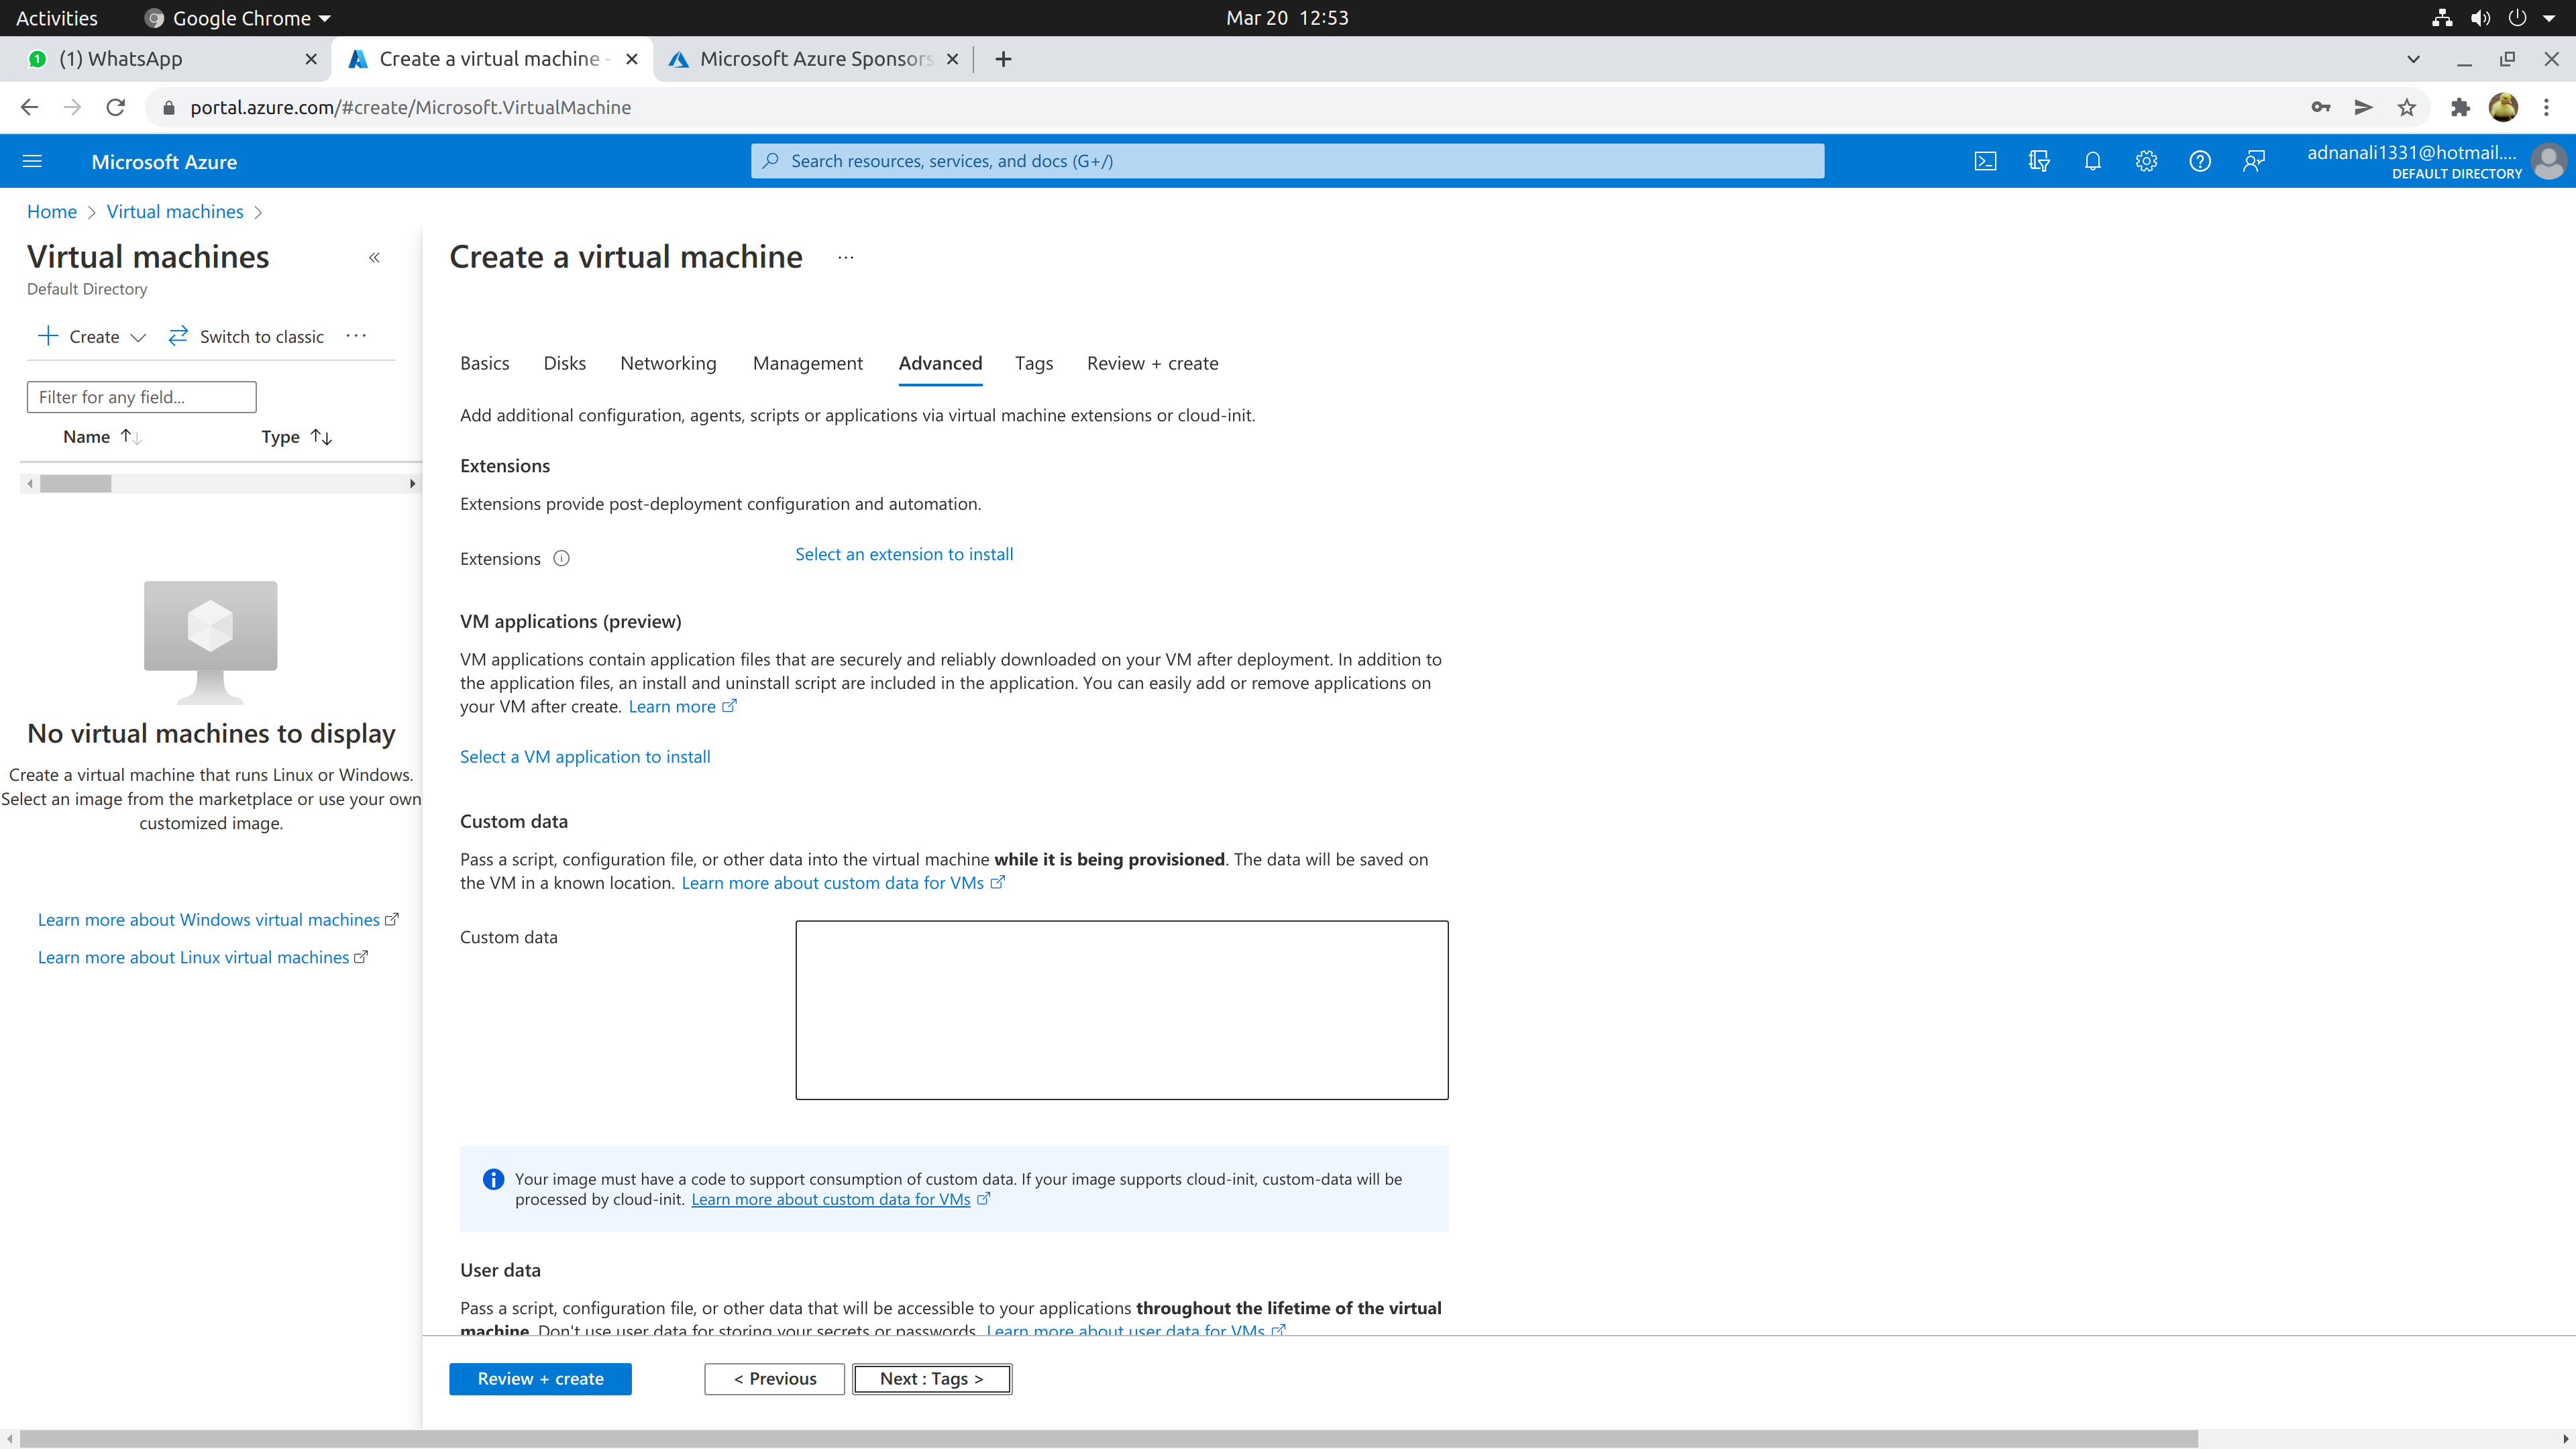 Activities
Google Chrome
Mar 20 12:53
(1) WhatsApp
Create a virtual machine -
Microsoft Azure Sponsors
portal.azure.com/#create/Microsoft.VirtualMachine
Microsoft Azure
Search resources, services, and docs (G+/)
adnanali1331@hotmail....
DEFAULT DIRECTORY
Home > Virtual machines >
Virtual machines
Default Directory
Create
Switch to classic
Filter for any field...
Name
Type
No virtual machines to display
Create a virtual machine that runs Linux or Windows.
Select an image from the marketplace or use your own
customized image.
Learn more about Windows virtual machines
Learn more about Linux virtual machines
Create a virtual machine
...
Basics
Disks
Networking
Management
Advanced
Tags
Review + create
Add additional configuration, agents, scripts or applications via virtual machine extensions or cloud-init.
Extensions
Extensions provide post-deployment configuration and automation.
Extensions
Select an extension to install
VM applications (preview)
VM applications contain application files that are securely and reliably downloaded on your VM after deployment. In addition to
the application files, an install and uninstall script are included in the application. You can easily add or remove applications on
your VM after create. Learn more
Select a VM application to install
Custom data
Pass a script, configuration file, or other data into the virtual machine while it is being provisioned. The data will be saved on
the VM in a known location. Learn more about custom data for VMs
Custom data
Your image must have a code to support consumption of custom data. If your image supports cloud-init, custom-data will be
processed by cloud-init. Learn more about custom data for VMs
User data
Pass a script, configuration file, or other data that will be accessible to your applications throughout the lifetime of the virtual
machine. Don't use user data for storing your secrets or passwords. Learn more about user data for VMs
Review + create
< Previous
Next : Tags >